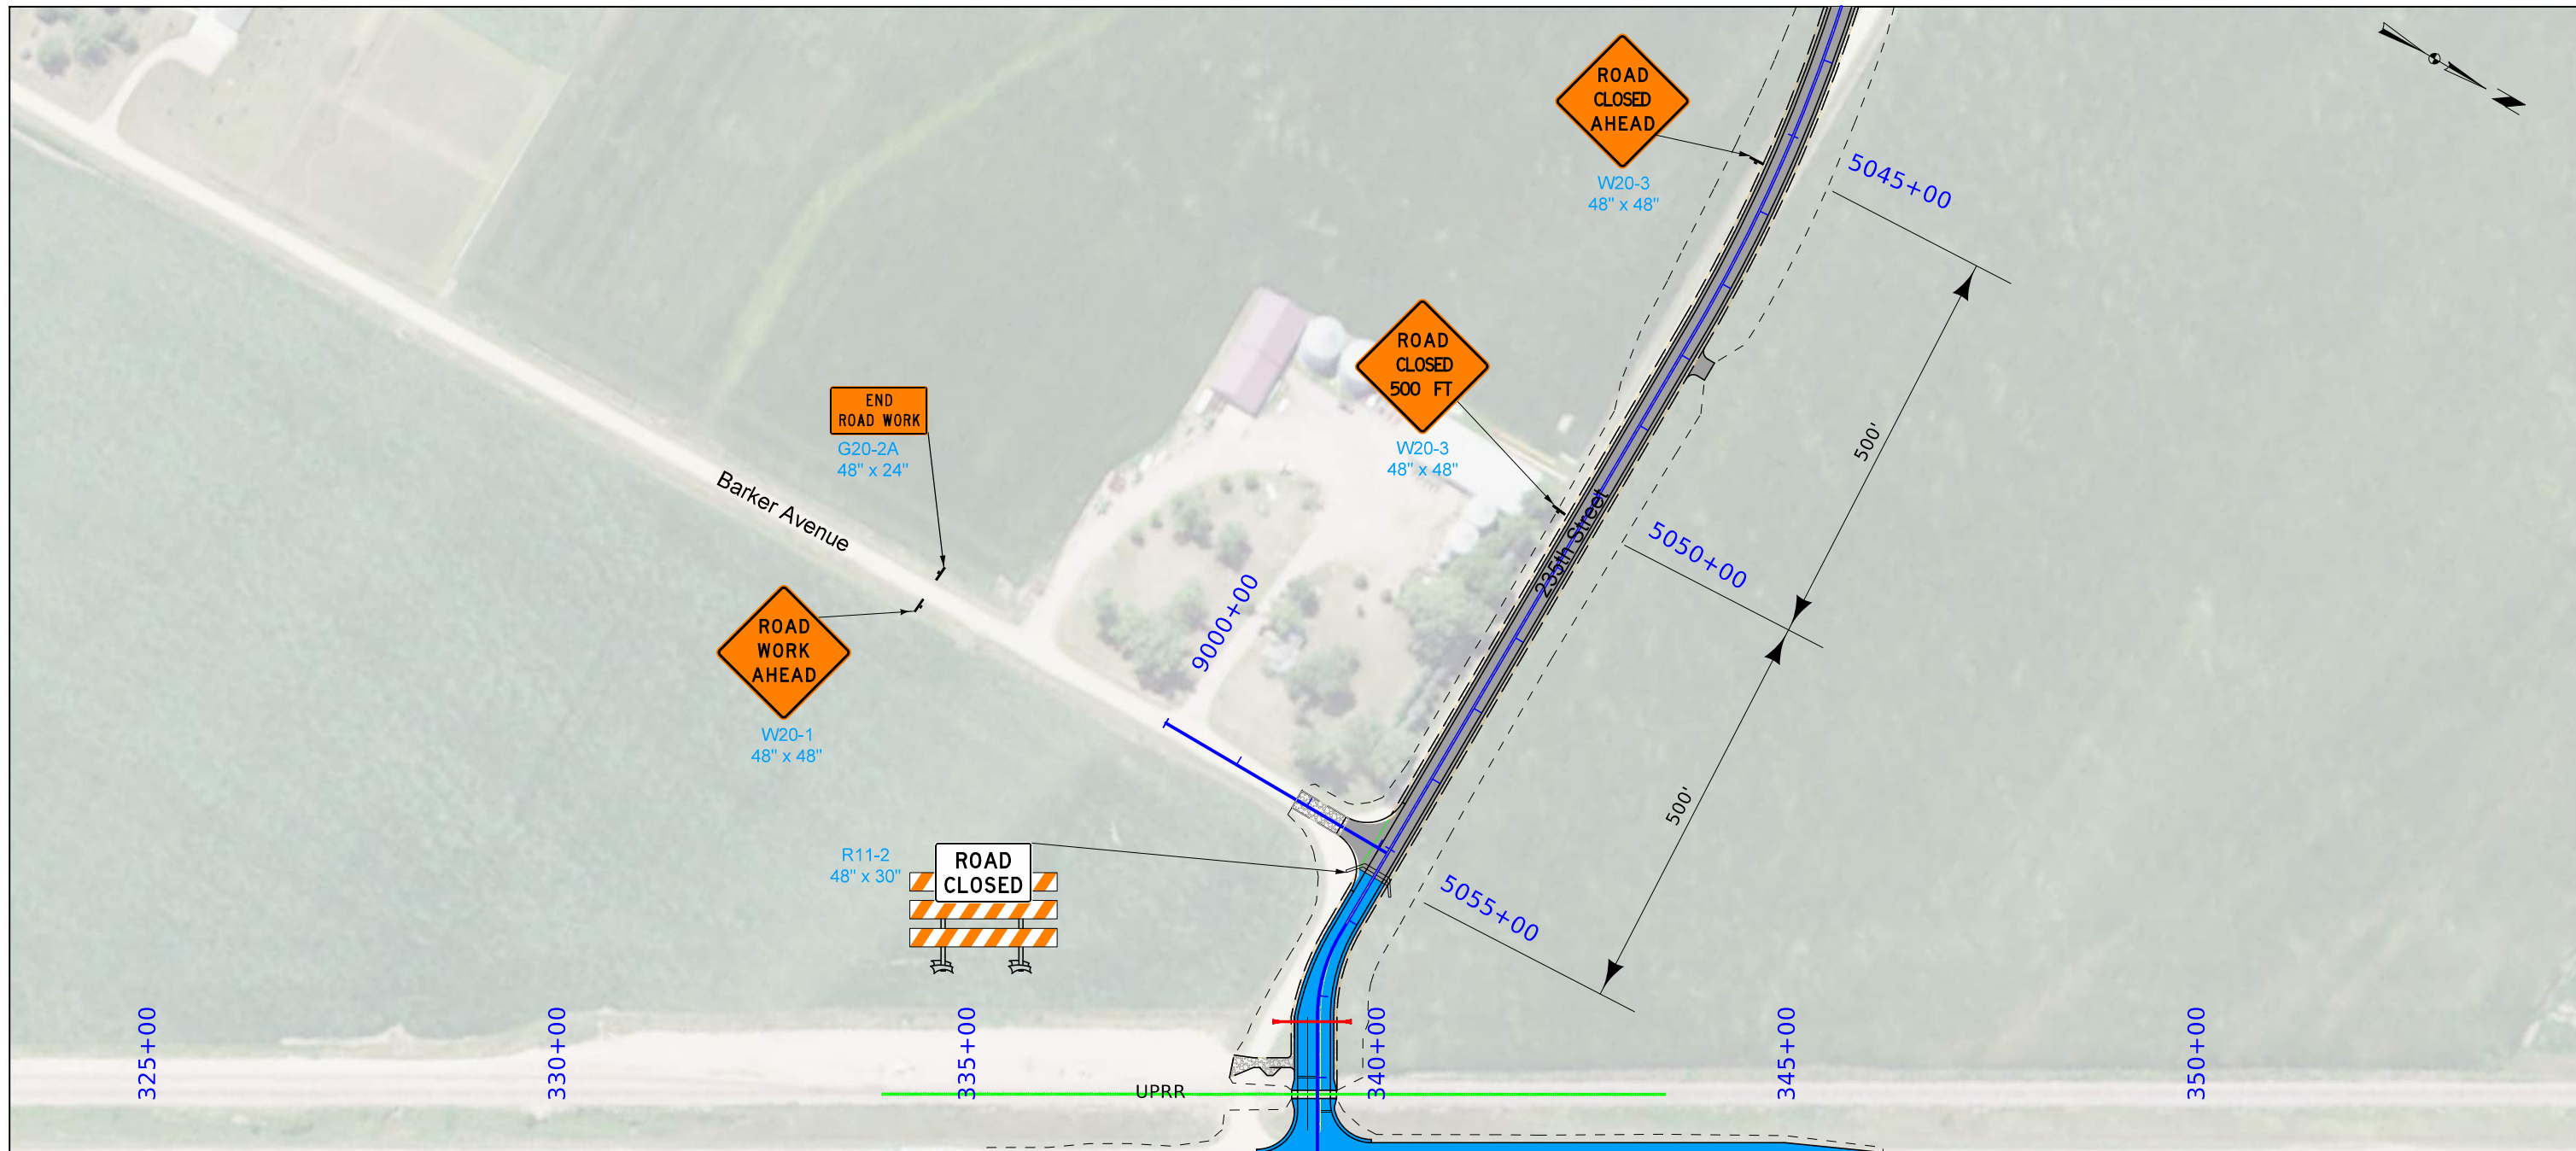 ROAD
CLOSED
AHEAD
W20-3
48" x 48"
5045+00
ROAD
CLOSED
500 FT
W20-3
48" x 48"
500'
END
ROAD WORK
G20-2A
48" x 24"
Barker Avenue
235th Street
5050+00
9000+00
ROAD
WORK
AHEAD
W20-1
48" x 48"
500'
R11-2
48" x 30"
ROAD
CLOSED
5055+00
325+00
330+00
335+00
340+00
345+00
350+00
UPRR
N